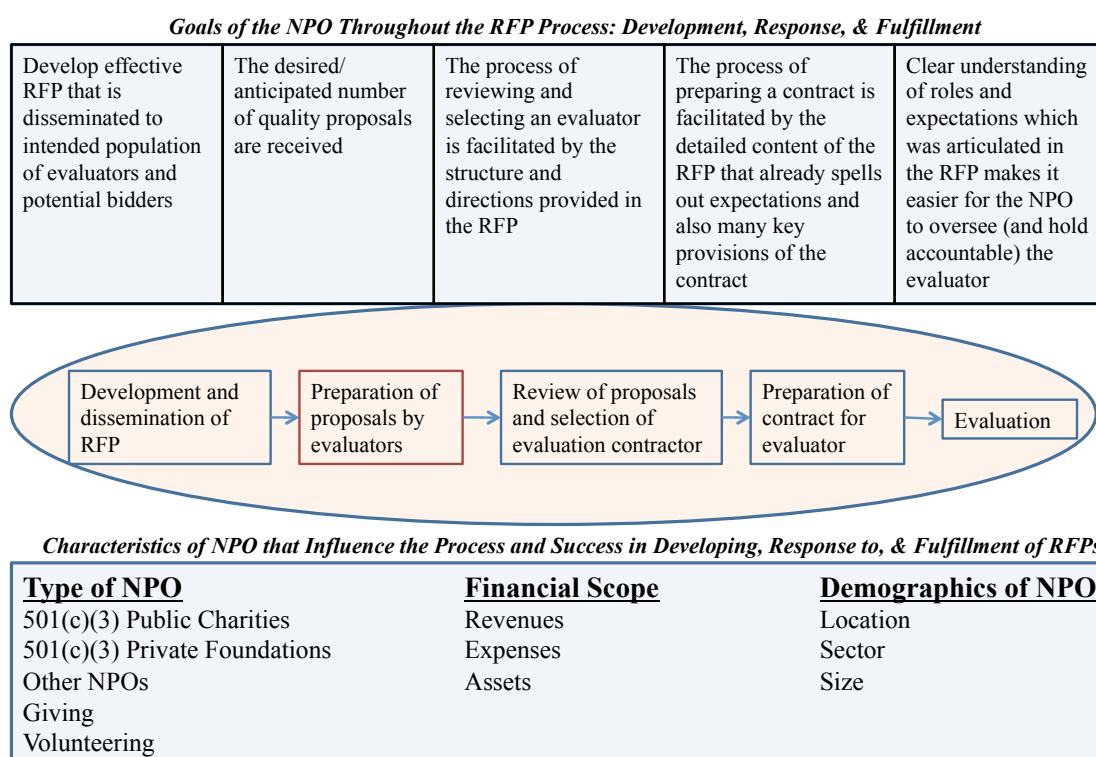 Goals of the NPO Throughout the RFP Process: Development, Response, & Fulfillment
Develop effective
RFP that is
disseminated to
intended population
of evaluators and
potential bidders
The desired/
anticipated number
of quality proposals
are received
The process of
reviewing and
selecting an evaluator
is facilitated by the
structure and
directions provided in
the RFP
The process of
preparing a contract is
facilitated by the
detailed content of the
RFP that already spells
out expectations and
also many key
provisions of the
contract
Clear understanding
of roles and
expectations which
was articulated in
the RFP makes it
easier for the NPO
to oversee (and hold
accountable) the
evaluator
Development and
dissemination of
RFP
Preparation of
proposals by
evaluators
Review of proposals
and selection of
evaluation contractor
Preparation of
contract for
evaluator
Evaluation
Characteristics of NPO that Influence the Process and Success in Developing, Response to, & Fulfillment of RFPs
Type of NPO
501(c)(3) Public Charities
501(c)(3) Private Foundations
Other NPOs
Giving
Volunteering
Financial Scope
Revenues
Expenses
Assets
Demographics of NPO
Location
Sector
Size